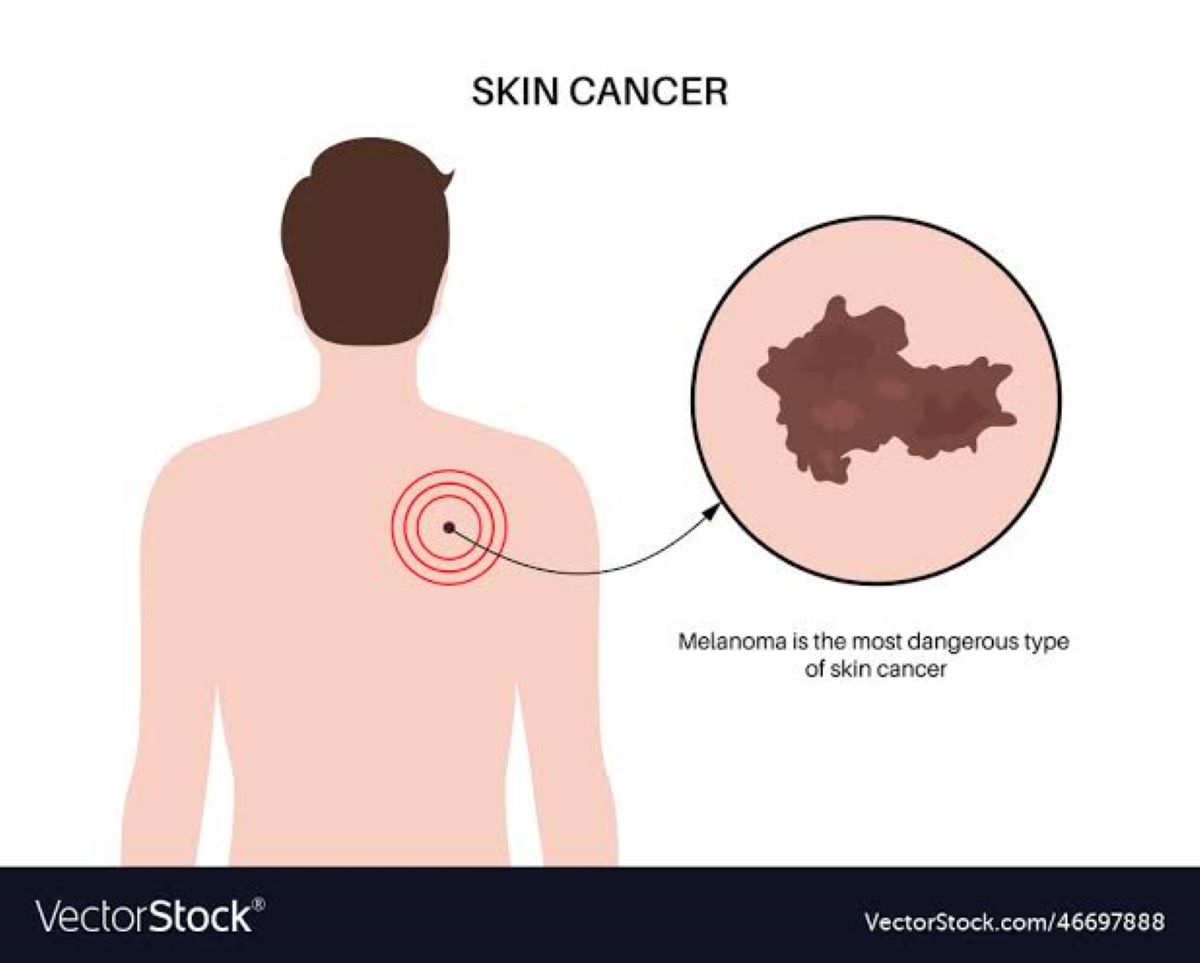 SKIN CANCER
Melanoma is the most dangerous type
of skin cancer
VectorStock®
VectorStock.com/46697888